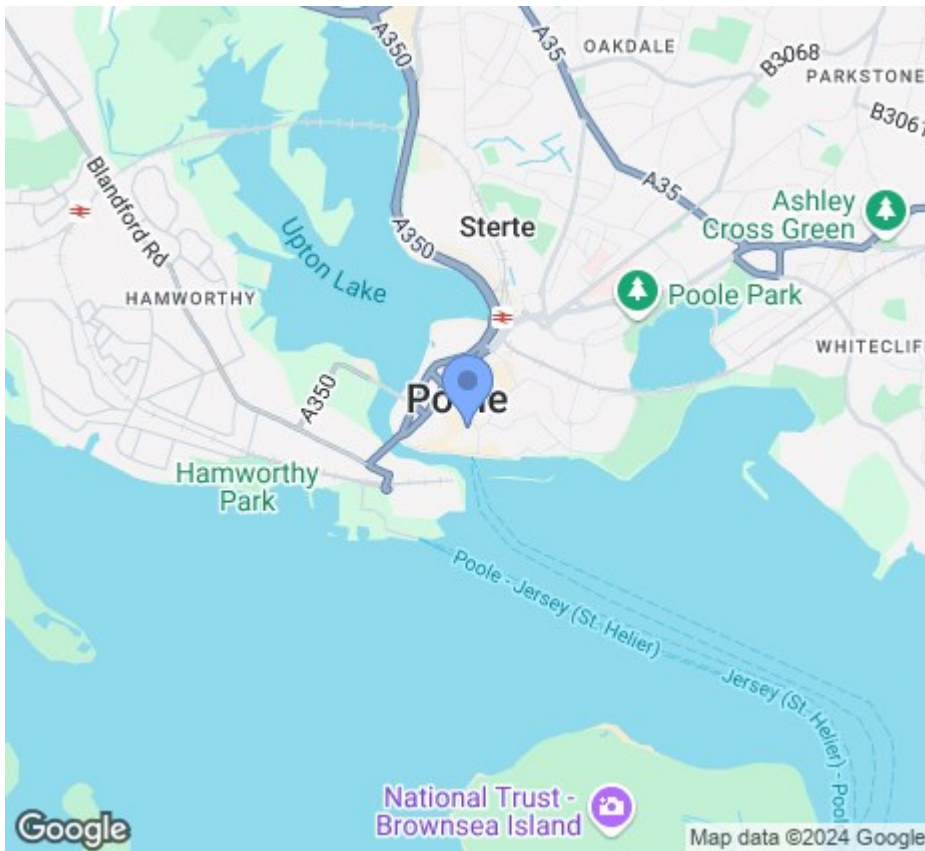 A350
A35
OAKDALE
B3068
PARKSTONE
B3061
Blandford Rd
A35
Ashley
Cross Green
Upton Lake
A350
Sterte
HAMWORTHY
Poole Park
WHITECLIF
A350
Poole
Hamworthy
Park
Poole - Jersey (St. Helier)
Jersey (St. Helier) - Poole
National Trust -
Brownsea Island
Google
Map data ©2024 Google